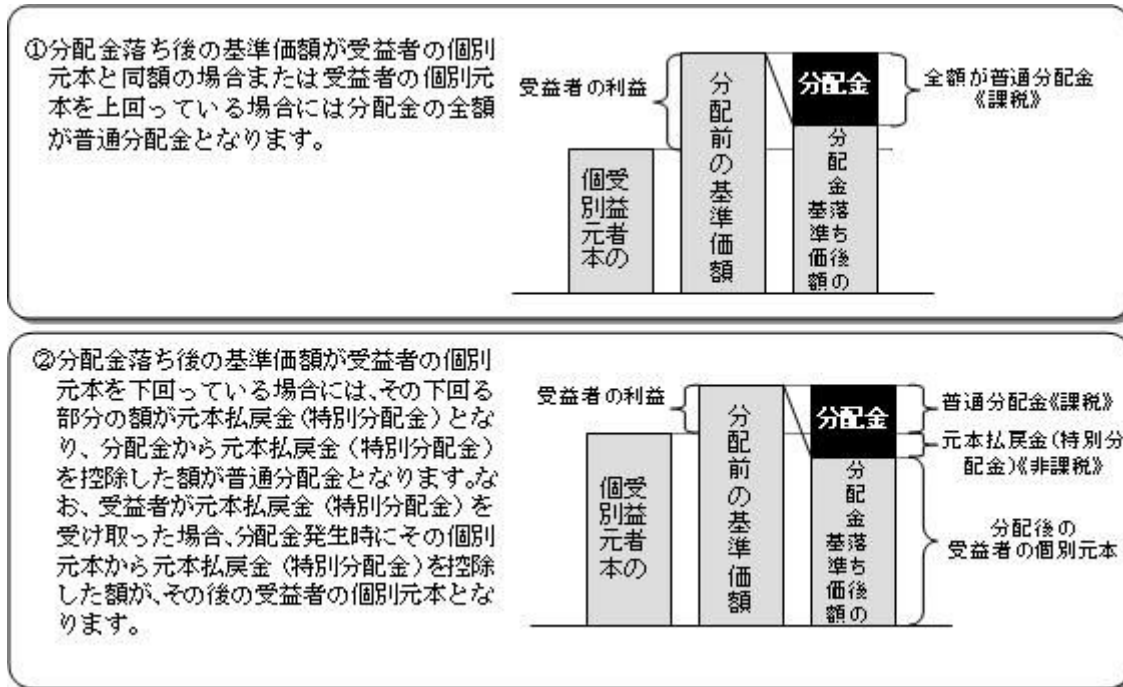 ①分配金落ち後の基準価額が受益者の個別
元本と同額の場合または受益者の個別元
本を上回っている場合には分配金の全額
が普通分配金となります。
受益者の利益
分配前の基準価額
分配金
全額が普通分配金
《課税》
受益者の
個別元本
分配金落ち後の
基準価額
②分配金落ち後の基準価額が受益者の個別
元本を下回っている場合には、その下回る
部分の額が元本払戻金(特別分配金)とな
り、分配金から元本払戻金(特別分配金)
を控除した額が普通分配金となります。な
お、受益者が元本払戻金(特別分配金)を
受け取った場合、分配金発生時にその個別
元本から元本払戻金(特別分配金)を控除
した額が、その後の受益者の個別元本とな
ります。
受益者の利益
分配前の基準価額
分配金
普通分配金《課税》
元本払戻金(特別分
配金)《非課税》
受益者の
個別元本
分配金落ち後の
基準価額
分配後の
受益者の個別元本